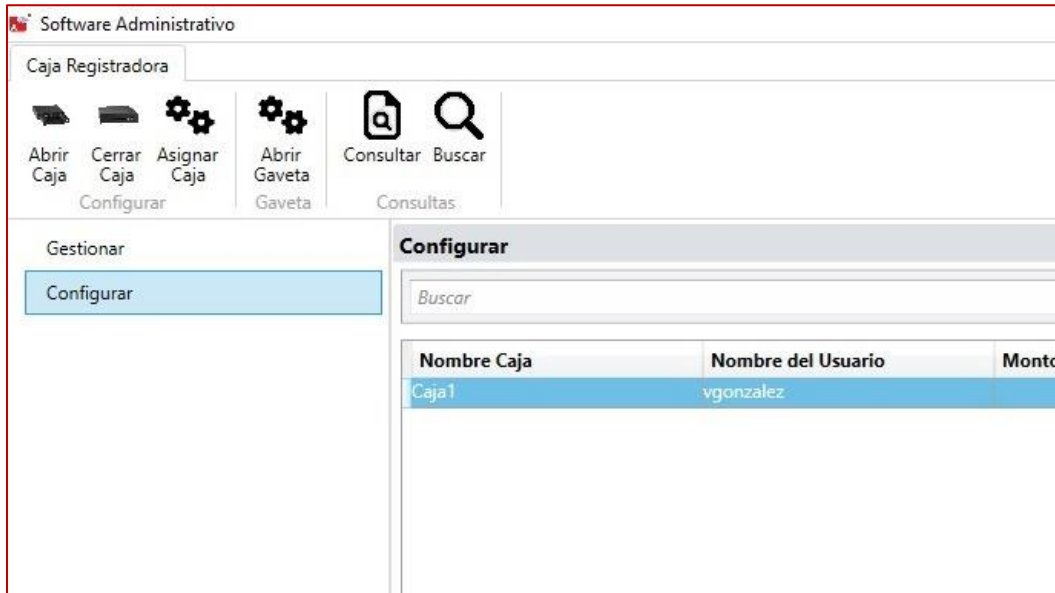 Software Administrativo
Caja Registradora
Abrir Caja
Cerrar Caja
Asignar Caja
Abrir Gaveta
Consultar
Buscar
Configurar
Gaveta
Consultas
Gestionar
Configurar
Configurar
Buscar
Nombre Caja
Nombre del Usuario
Caja1
vgonzalez